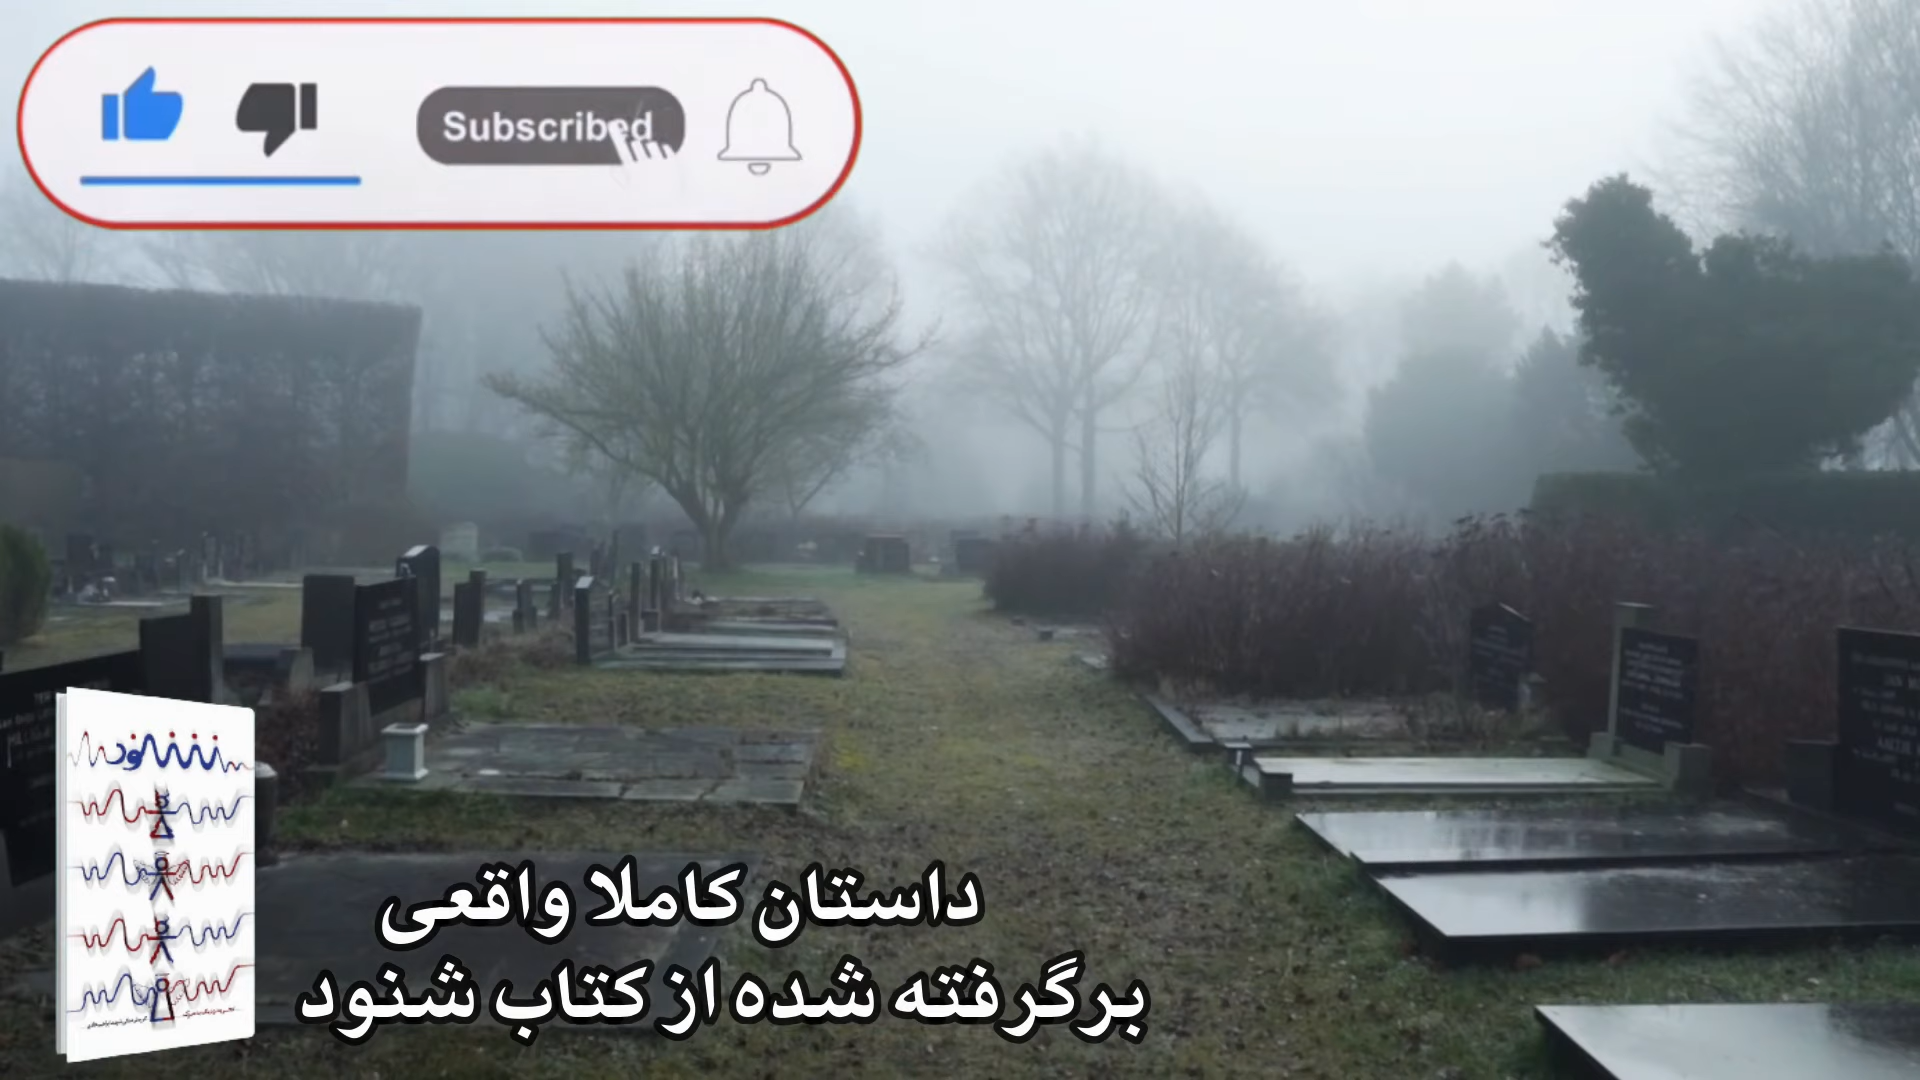 Subscribed
شنود
داستان کاملا واقعی
برگرفته شده از کتاب شنود